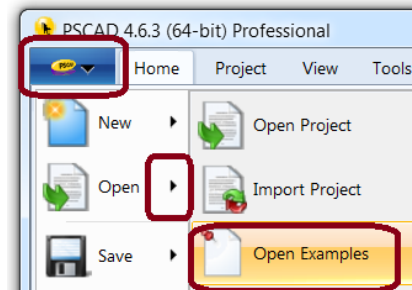 PSCAD 4.6.3 (64-bit) Professional
PSCAD Home Project View Tools
New Open Project
Open Import Project
Save Open Examples